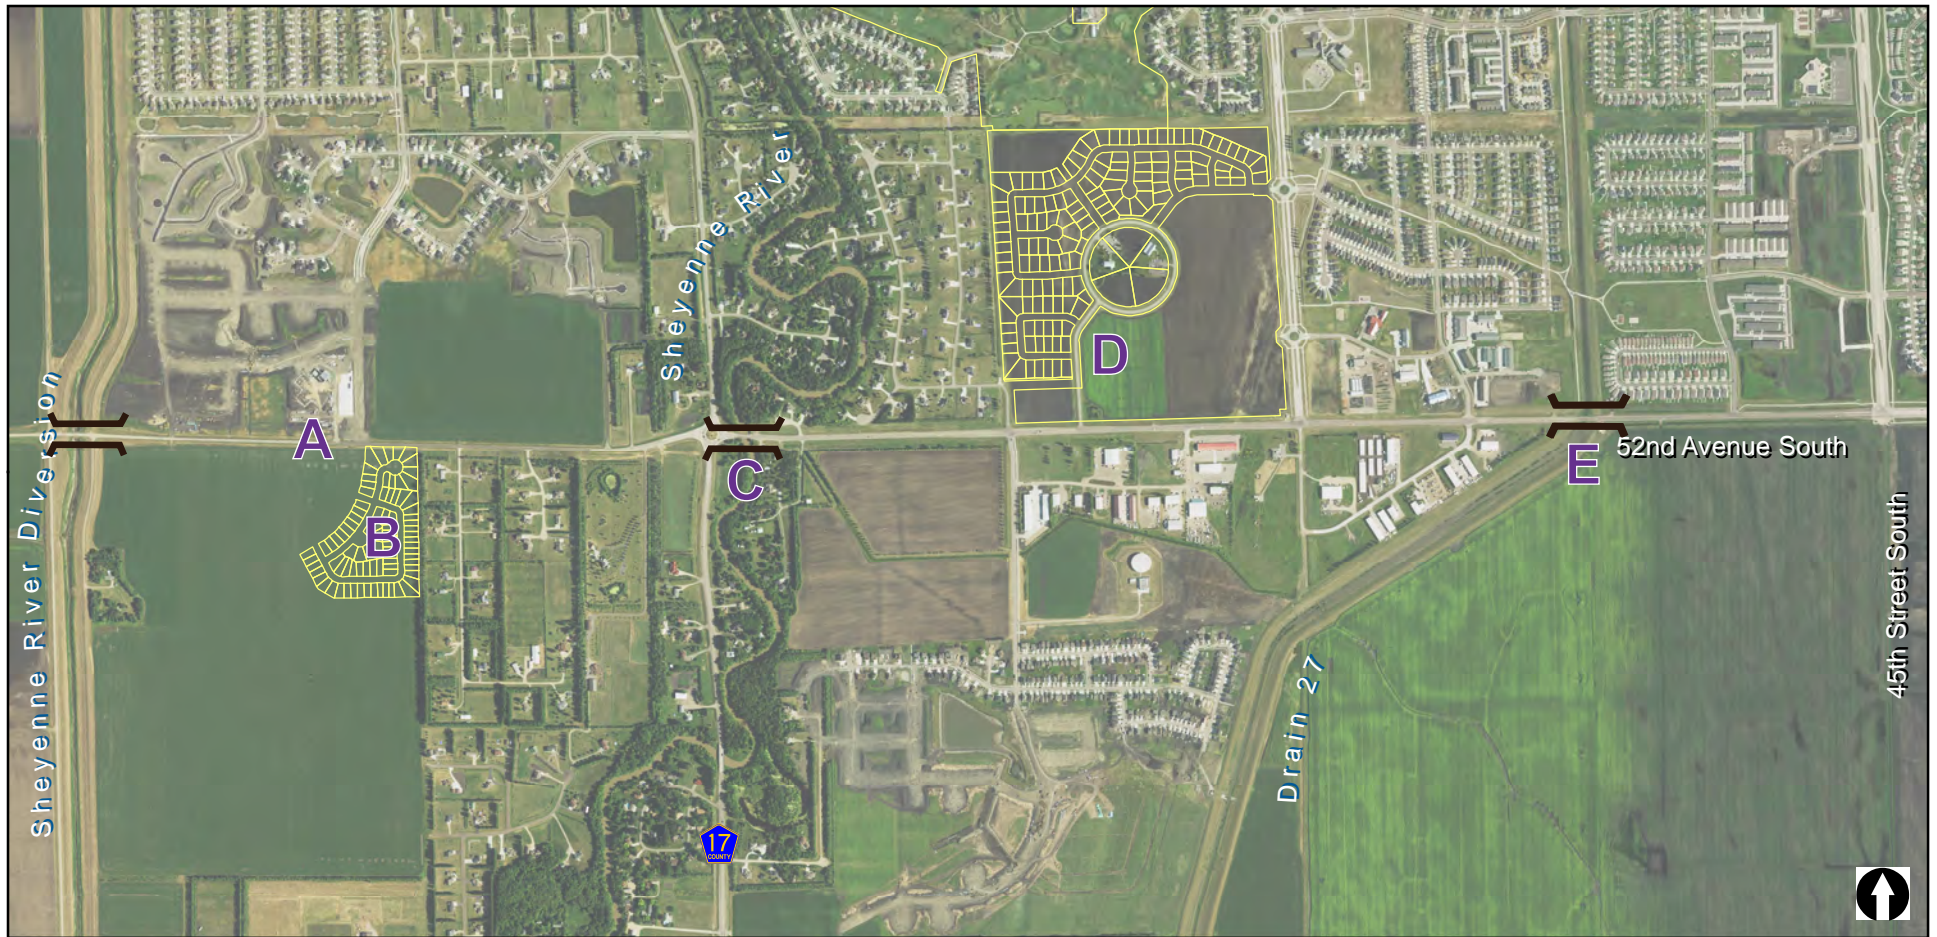 Sheyenne River
D
Sheyenne River Diversion
A
52nd Avenue South
E
C
B
45th Street South
Drain 27
17
COUNTY